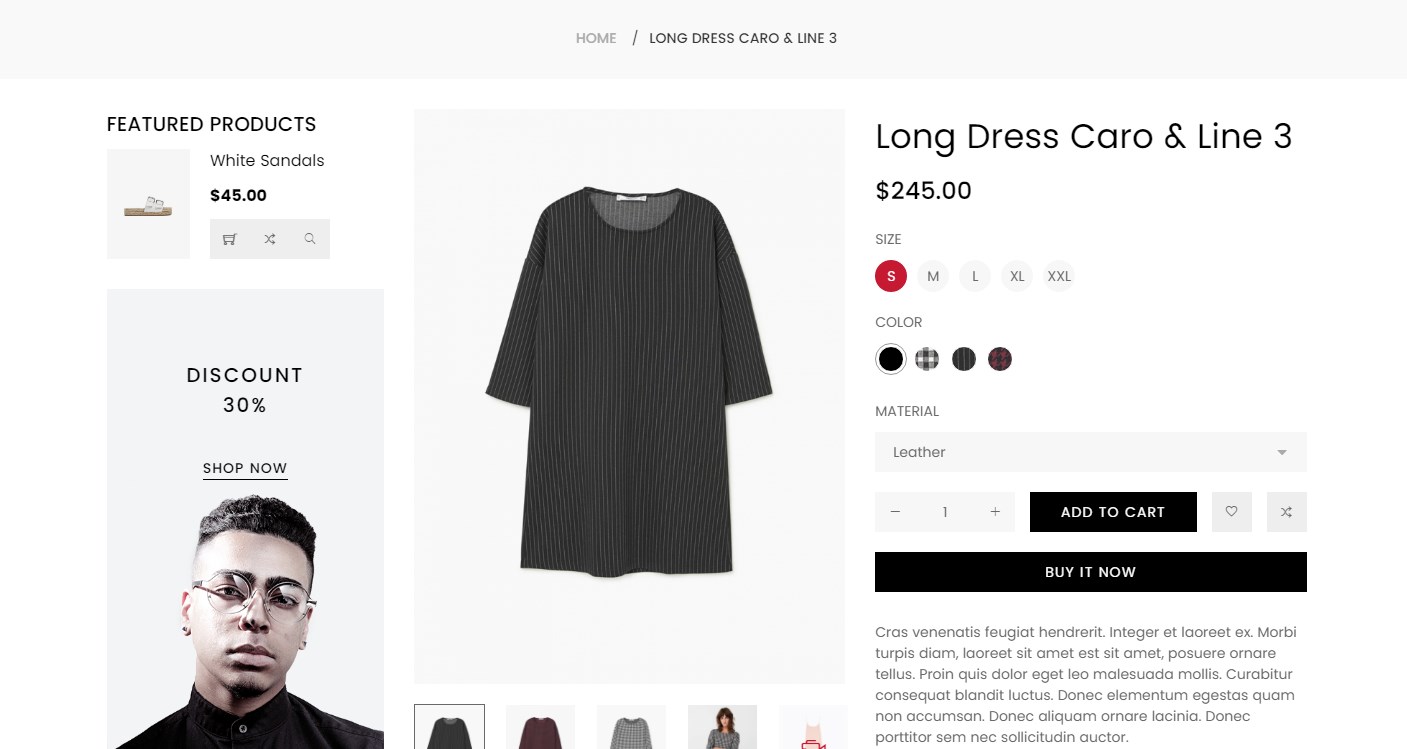 HOME / LONG DRESS CARO & LINE 3
FEATURED PRODUCTS
White Sandals
$45.00
DISCOUNT
30%
SHOP NOW
Long Dress Caro & Line 3
$245.00
SIZE
S M L XL XXL
COLOR
MATERIAL
Leather
− 1 + ADD TO CART
BUY IT NOW
Cras venenatis feugiat hendrerit. Integer et laoreet ex. Morbi
turpis diam, laoreet sit amet est sit amet, posuere ornare
tellus. Proin quis dolor eget leo malesuada mollis. Curabitur
consequat blandit luctus. Donec elementum egestas quam
non accumsan. Donec aliquam ornare lacinia. Donec
porttitor sem nec sollicitudin auctor.